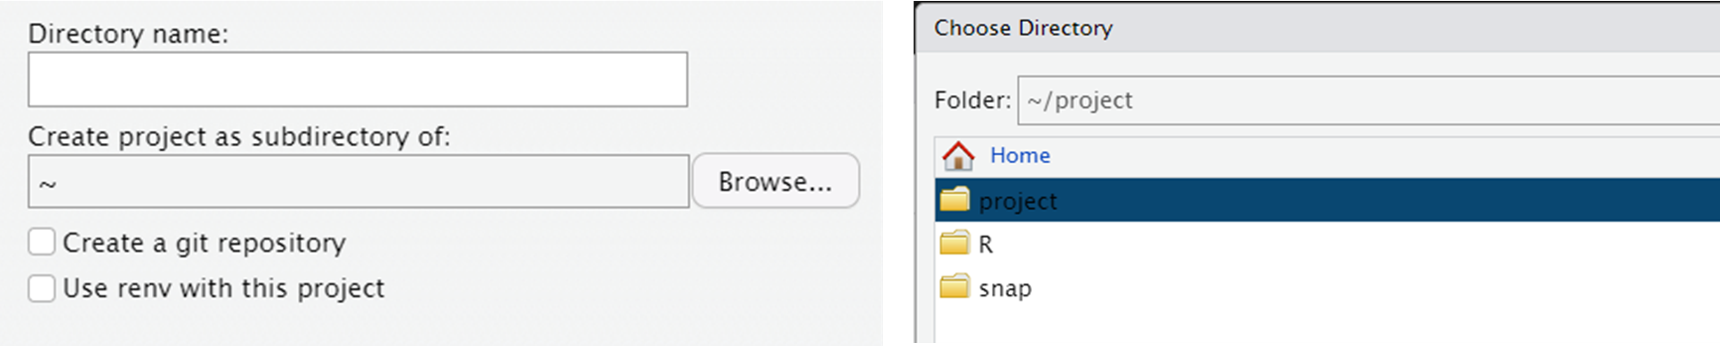 Directory name:
Create project as subdirectory of:
~
Browse...
Create a git repository
Use renv with this project
Choose Directory
Folder: ~/project
Home
project
R
snap